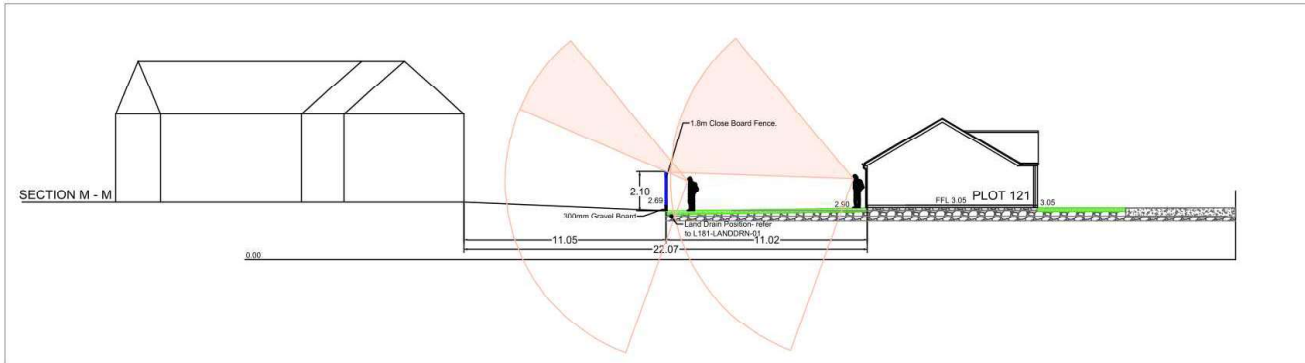 1.8m Close Board Fence.
SECTION M - M
2.10
2.69
2.90
FFL 3.05
PLOT 121
3.05
300mm Gravel Board
Land Drain Position- refer
to L181-LANDDRN-01
11.05
11.02
22.07
0.00